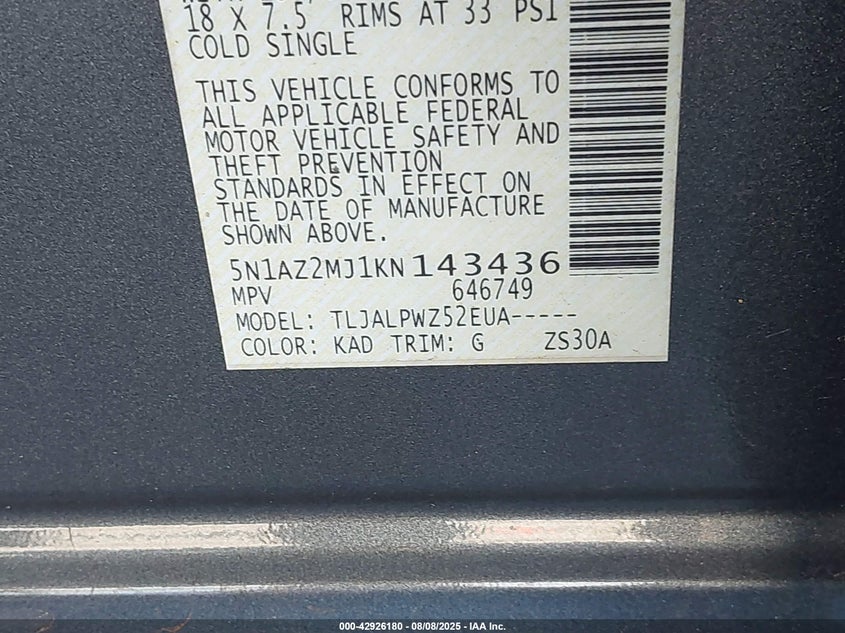 18 X 7.5 RIMS AT 33 PSI
COLD SINGLE
THIS VEHICLE CONFORMS TO
ALL APPLICABLE FEDERAL
MOTOR VEHICLE SAFETY AND
THEFT PREVENTION
STANDARDS IN EFFECT ON
THE DATE OF MANUFACTURE
SHOWN ABOVE.
5N1AZ2MJ1KN143436
MPV 646749
MODEL: TLJALPWZ52EUA-----
COLOR: KAD TRIM: G ZS30A
000-42926180 - 08/08/2025 - IAA Inc.